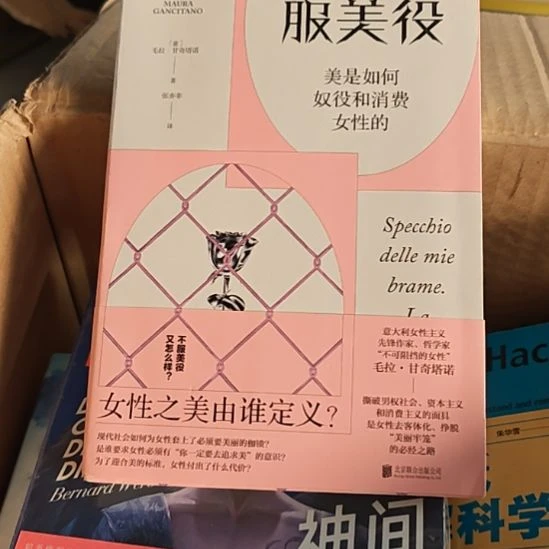 MAURA
GANCITANO
[意]
毛拉·甘奇塔诺
著
张亦非
译
服美役
美是如何
奴役和消费
女性的
Specchio
delle mie
brame.
La
不服美役
又怎么样？
意大利女性主义
先锋作家、哲学家
“不可阻挡的女性”
毛拉·甘奇塔诺
撕破男权社会、资本主义
和消费主义的面具
是女性去客体化、挣脱
“美丽牢笼”
的必经之路
女性之美由谁定义？
现代社会如何为女性套上了必须要美丽的枷锁？
是谁要求女性必须有“你一定要去追求美”的意识？
为了迎合美的标准，女性付出了什么代价？
北京联合出版公司
Bernard Wer
神间
Hac
朱华雷
科学